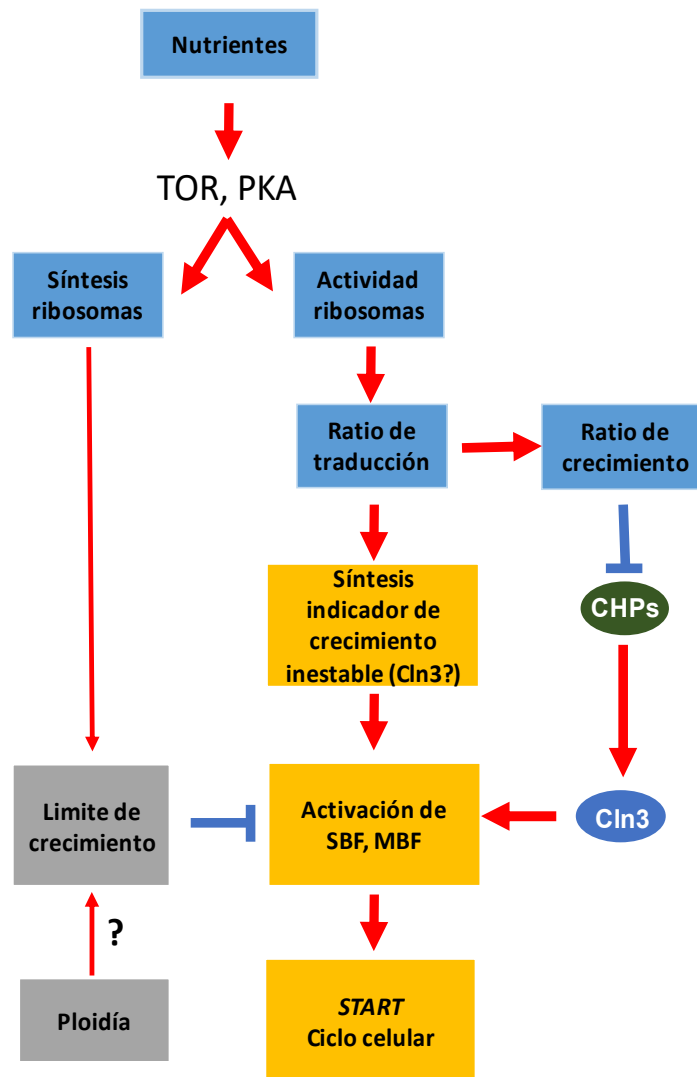 Nutrientes
TOR, PKA
Síntesis
ribosomas
Actividad
ribosomas
Ratio de
traducción
Ratio de
crecimiento
Síntesis
indicador de
crecimiento
inestable (Cln3?)
CHPs
Limite de
crecimiento
Activación de
SBF, MBF
Cln3
?
Ploidía
START
Ciclo celular